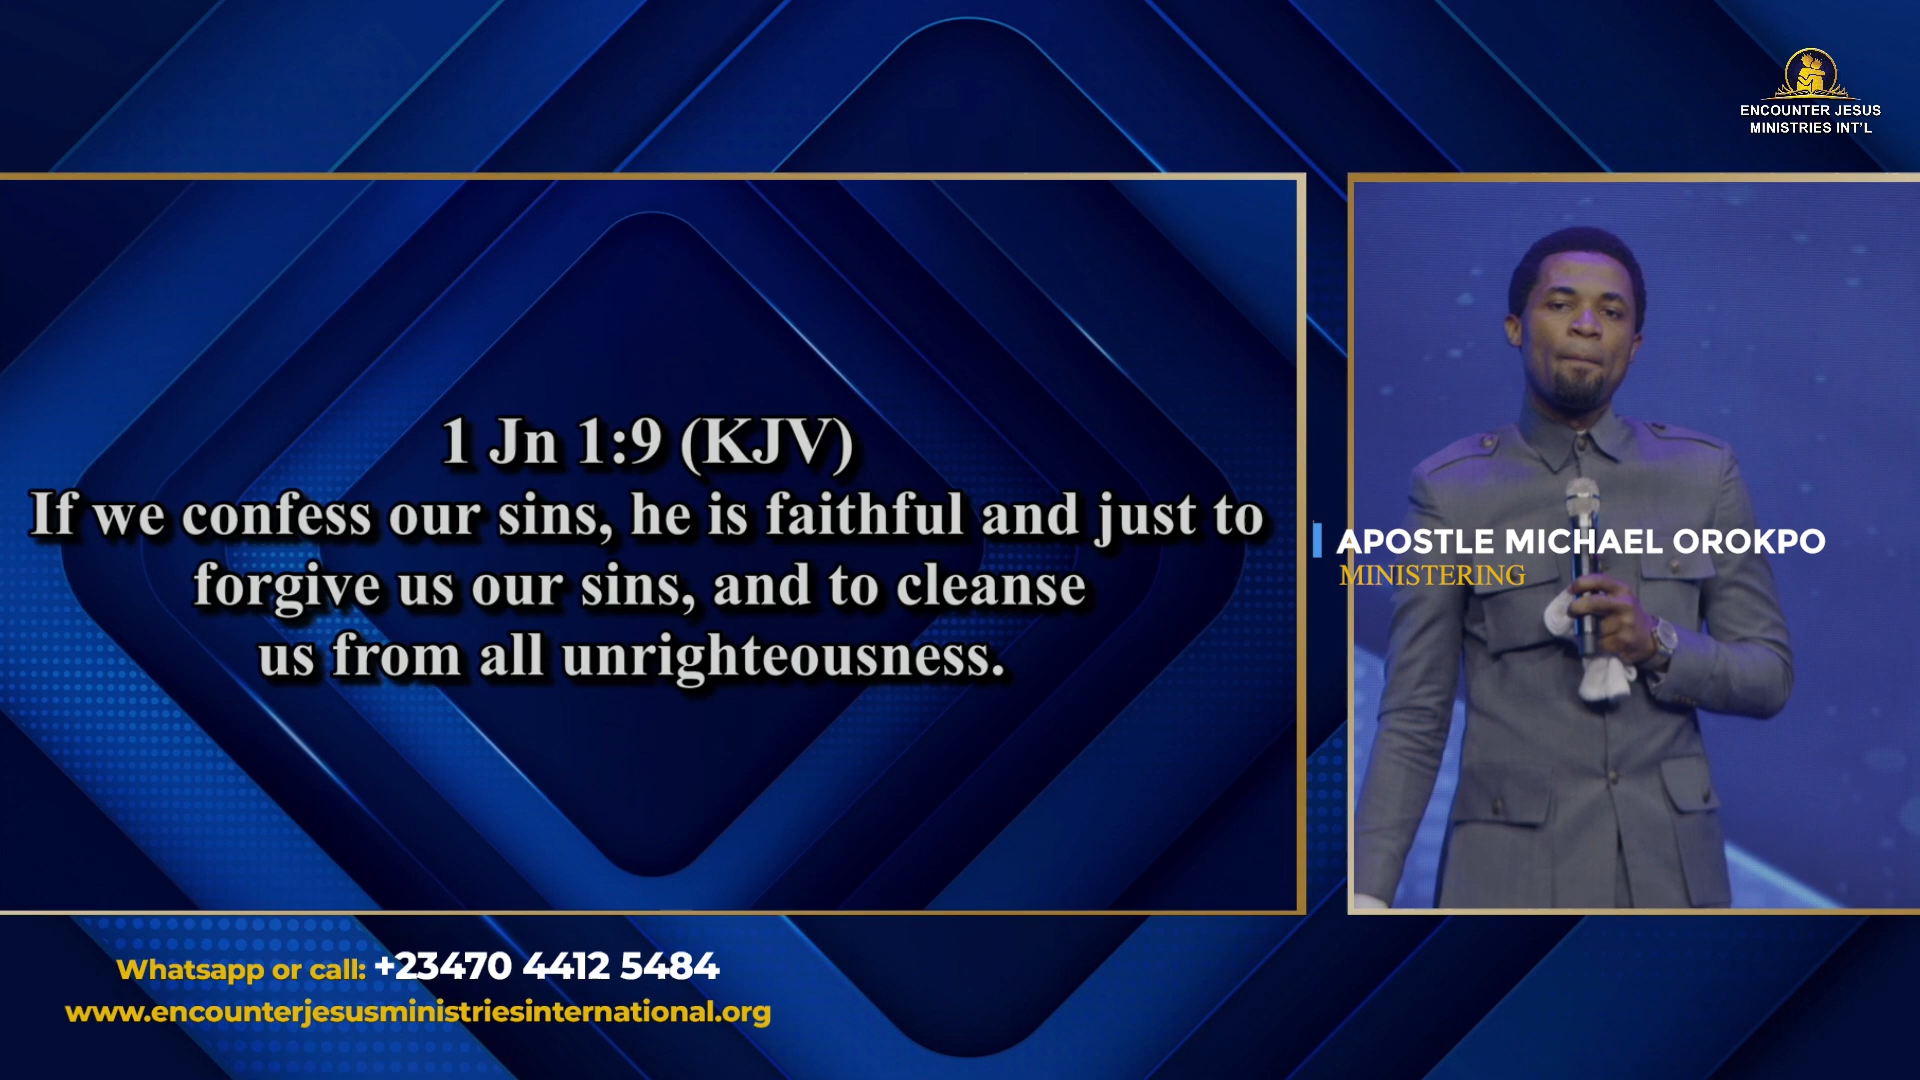 ENCOUNTER JESUS
MINISTRIES INT'L
1 Jn 1:9 (KJV)
If we confess our sins, he is faithful and just to
forgive us our sins, and to cleanse
us from all unrighteousness.
APOSTLE MICHAEL OROKPO
MINISTERING
Whatsapp or call: +23470 4412 5484
www.encounterjesusministriesinternational.org